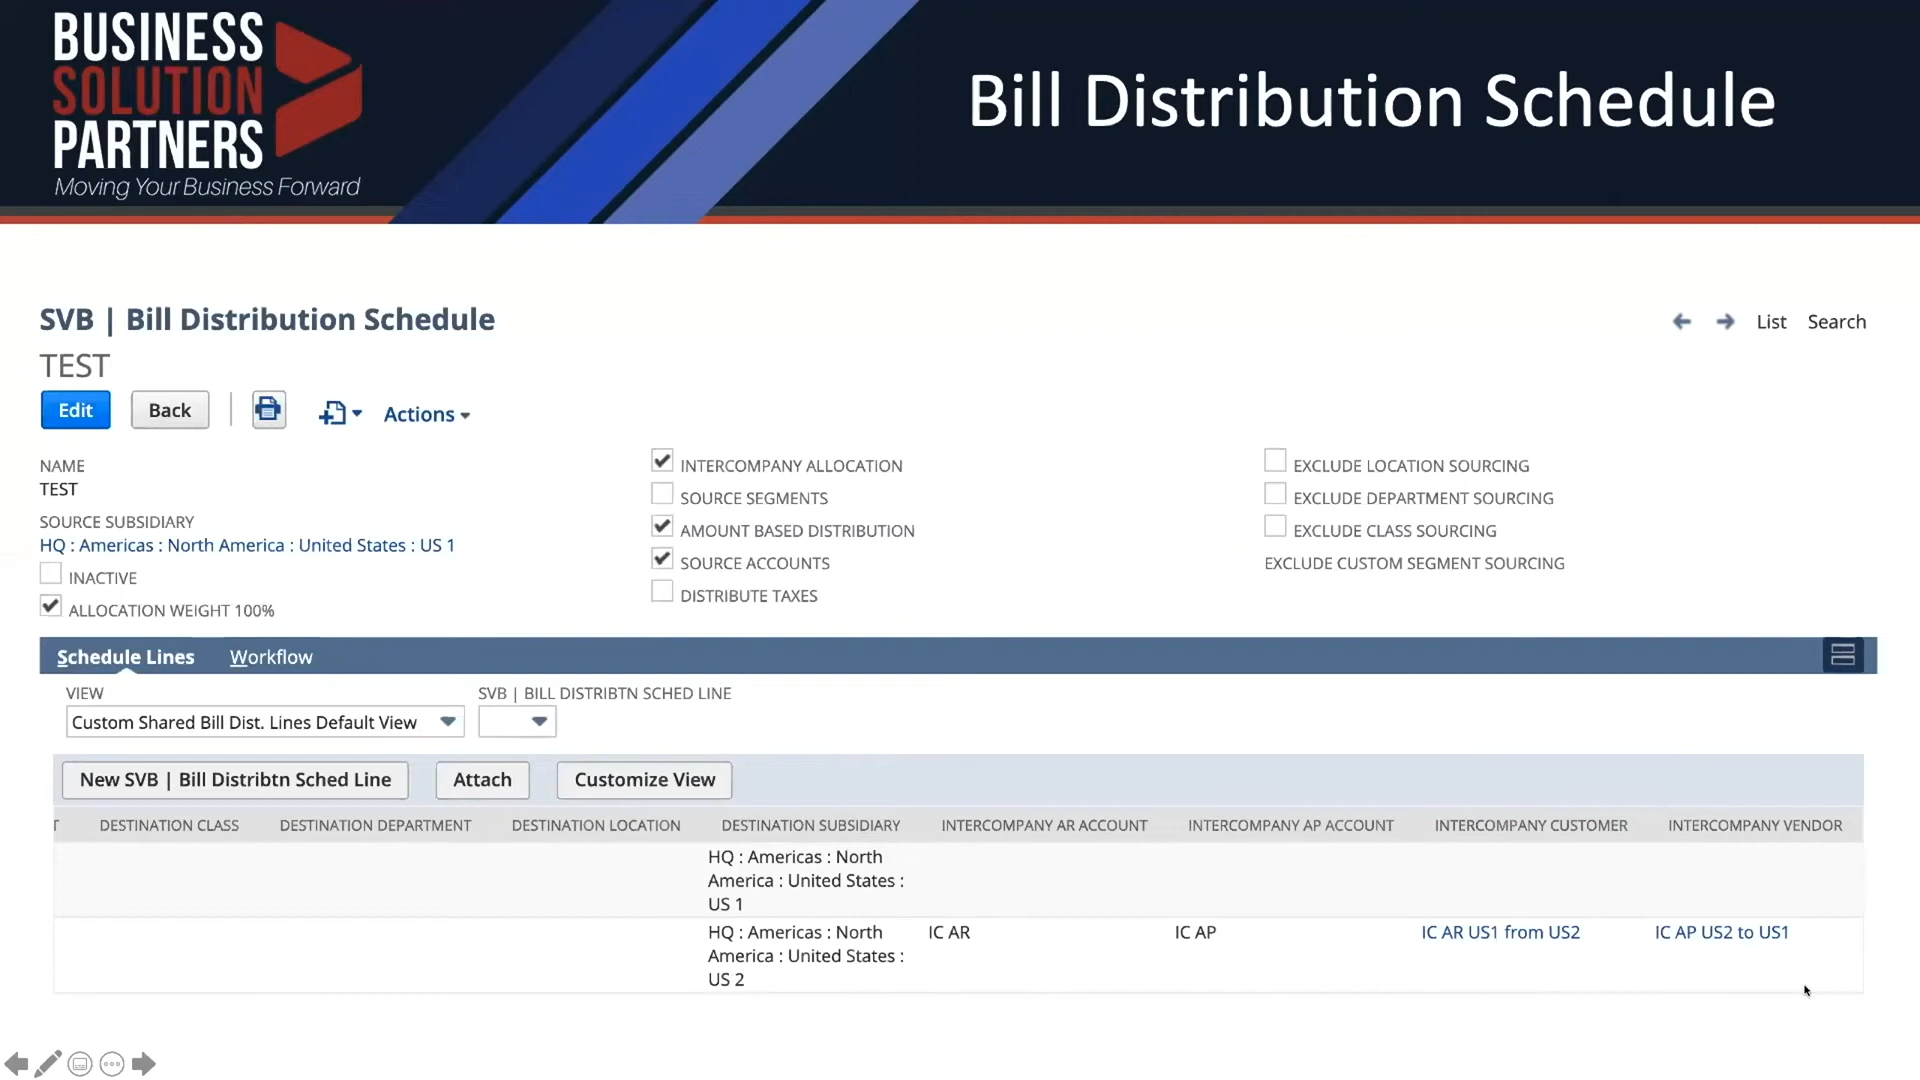 BUSINESS
SOLUTION
PARTNERS
Moving Your Business Forward
Bill Distribution Schedule
SVB | Bill Distribution Schedule
List Search
TEST
Edit Back Actions
NAME
TEST
SOURCE SUBSIDIARY
HQ : Americas : North America : United States : US 1
INACTIVE
ALLOCATION WEIGHT 100%
INTERCOMPANY ALLOCATION
SOURCE SEGMENTS
AMOUNT BASED DISTRIBUTION
SOURCE ACCOUNTS
DISTRIBUTE TAXES
EXCLUDE LOCATION SOURCING
EXCLUDE DEPARTMENT SOURCING
EXCLUDE CLASS SOURCING
EXCLUDE CUSTOM SEGMENT SOURCING
Schedule Lines Workflow
VIEW SVB | BILL DISTRIBTN SCHED LINE
Custom Shared Bill Dist. Lines Default View
New SVB | Bill Distribtn Sched Line Attach Customize View
DESTINATION CLASS DESTINATION DEPARTMENT DESTINATION LOCATION DESTINATION SUBSIDIARY INTERCOMPANY AR ACCOUNT INTERCOMPANY AP ACCOUNT INTERCOMPANY CUSTOMER INTERCOMPANY VENDOR
HQ : Americas : North
America : United States :
US 1
HQ : Americas : North IC AR IC AP IC AR US1 from US2 IC AP US2 to US1
America : United States :
US 2